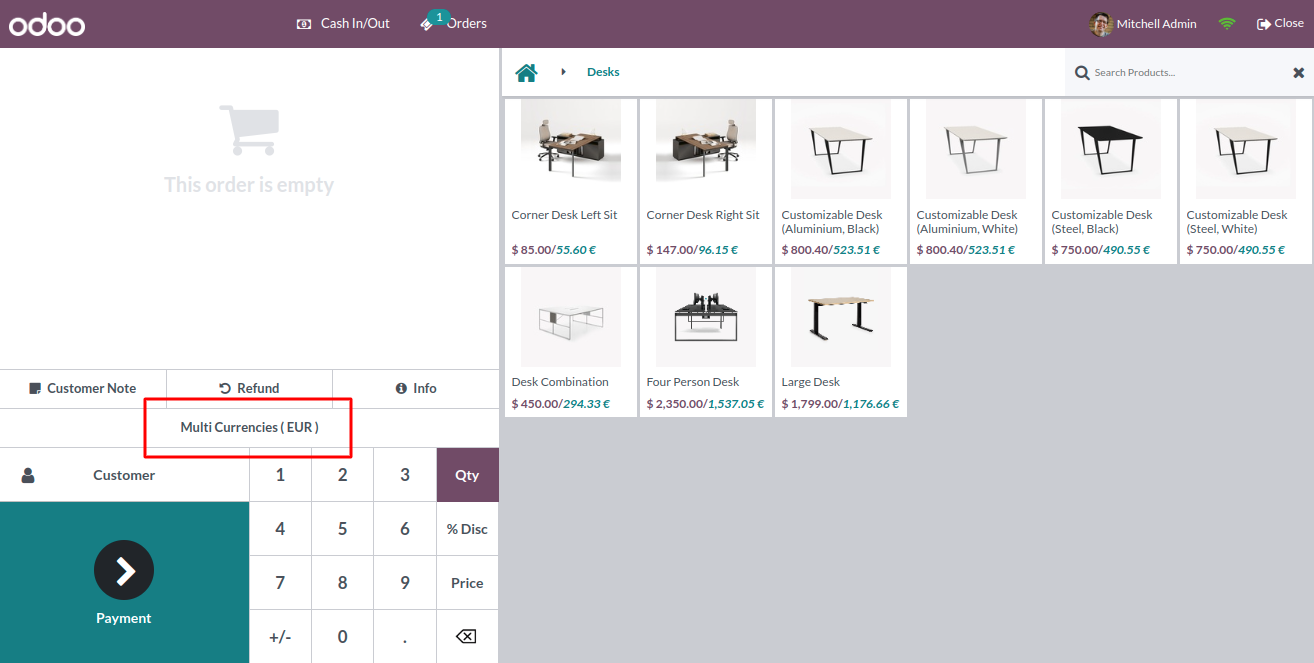 odoo
Cash In/Out
1
Orders
Mitchell Admin
Close
Desks
Search Products...
This order is empty
Corner Desk Left Sit
$ 85.00/55.60 €
Corner Desk Right Sit
$ 147.00/96.15 €
Customizable Desk
(Aluminium, Black)
$ 800.40/523.51 €
Customizable Desk
(Aluminium, White)
$ 800.40/523.51 €
Customizable Desk
(Steel, Black)
$ 750.00/490.55 €
Customizable Desk
(Steel, White)
$ 750.00/490.55 €
Desk Combination
$ 450.00/294.33 €
Four Person Desk
$ 2,350.00/1,537.05 €
Large Desk
$ 1,799.00/1,176.66 €
Customer Note
Refund
Info
Multi Currencies ( EUR )
Customer
1
2
3
Qty
4
5
6
% Disc
7
8
9
Price
Payment
+/-
0
.